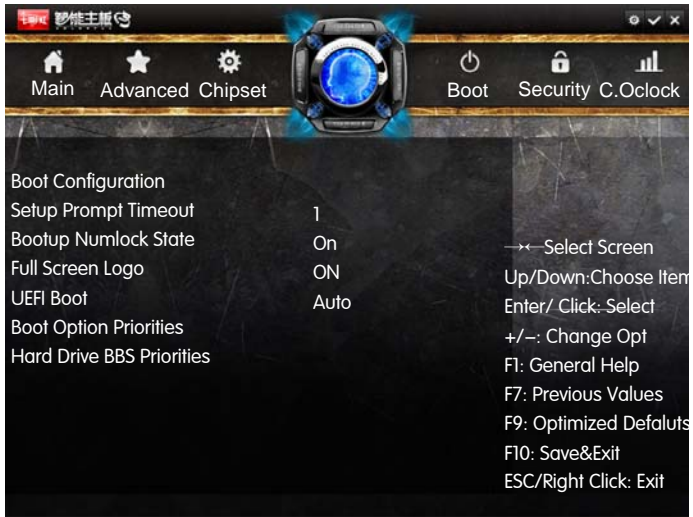 七彩虹 智能主板
Main Advanced Chipset Boot Security C.Oclock
Boot Configuration
Setup Prompt Timeout 1
Bootup Numlock State On
Full Screen Logo ON
UEFI Boot Auto
Boot Option Priorities
Hard Drive BBS Priorities
→←Select Screen
Up/Down:Choose Item
Enter/ Click: Select
+/-: Change Opt
F1: General Help
F7: Previous Values
F9: Optimized Defaluts
F10: Save&Exit
ESC/Right Click: Exit